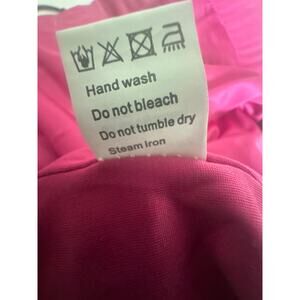 Hand wash
Do not bleach
Do not tumble dry
Steam iron